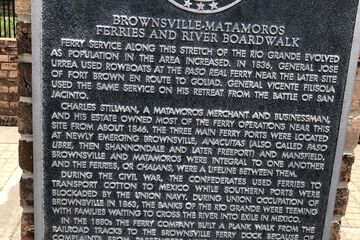 BROWNSVILLE-MATAMOROS
FERRIES AND RIVER BOARDWALK
FERRY SERVICE ALONG THIS STRETCH OF THE RIO GRANDE EVOLVED
AS POPULATION IN THE AREA INCREASED. IN 1836, GENERAL JOSE
URREA USED ROWBOATS AT THE PASO REAL FERRY NEAR THE LATER SITE
OF FORT BROWN EN ROUTE TO GOLIAD. GENERAL VICENTE FILISOLA
USED THE SAME SERVICE ON HIS RETREAT FROM THE BATTLE OF SAN
JACINTO.
CHARLES STILLMAN, A MATAMOROS MERCHANT AND BUSINESSMAN,
AND HIS ESTATE OWNED MOST OF THE FERRY OPERATIONS NEAR THIS
SITE FROM ABOUT 1846. THE THREE MAIN FERRY PORTS WERE LOCATED
AT NEWLY EMERGING BROWNSVILLE, ANACUITAS (ALSO CALLED PASO
LIBRE, THEN SHANNONDALE AND LATER FREEPORT) AND MANSFIELD.
BROWNSVILLE AND MATAMOROS WERE INTEGRAL TO ONE ANOTHER
AND THE FERRIES, OR CHALANS, WERE A LIFELINE BETWEEN THEM.
DURING THE CIVIL WAR, THE CONFEDERATES USED FERRIES TO
TRANSPORT COTTON TO MEXICO WHILE SOUTHERN PORTS WERE
BLOCKADED BY THE UNION NAVY. DURING UNION OCCUPATION OF
BROWNSVILLE IN 1863, THE BANKS OF THE RIO GRANDE WERE TEEMING
WITH FAMILIES WAITING TO CROSS THE RIVER INTO EXILE IN MEXICO.
IN THE 1880s THE FERRY COMPANY BUILT A PLANK WALK FROM THE
RAILROAD TRACKS TO THE BROWNSVILLE FERRY DOCK BECAUSE OF
COMPLAINTS FROM